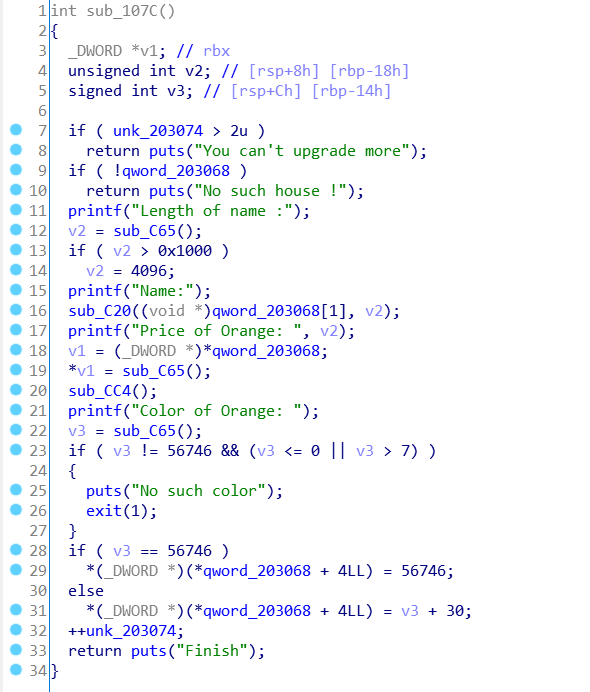 1 int sub_107C()
2 {
3   _DWORD *v1; // rbx
4   unsigned int v2; // [rsp+8h] [rbp-18h]
5   signed int v3; // [rsp+Ch] [rbp-14h]
6
7   if ( unk_203074 > 2u )
8     return puts("You can't upgrade more");
9   if ( !qword_203068 )
10     return puts("No such house !");
11   printf("Length of name :");
12   v2 = sub_C65();
13   if ( v2 > 0x1000 )
14     v2 = 4096;
15   printf("Name:");
16   sub_C20((void *)qword_203068[1], v2);
17   printf("Price of Orange: ", v2);
18   v1 = (_DWORD *)*qword_203068;
19   *v1 = sub_C65();
20   sub_CC4();
21   printf("Color of Orange: ");
22   v3 = sub_C65();
23   if ( v3 != 56746 && (v3 <= 0 || v3 > 7) )
24   {
25     puts("No such color");
26     exit(1);
27   }
28   if ( v3 == 56746 )
29     *(_DWORD *)(*qword_203068 + 4LL) = 56746;
30   else
31     *(_DWORD *)(*qword_203068 + 4LL) = v3 + 30;
32   ++unk_203074;
33   return puts("Finish");
34 }